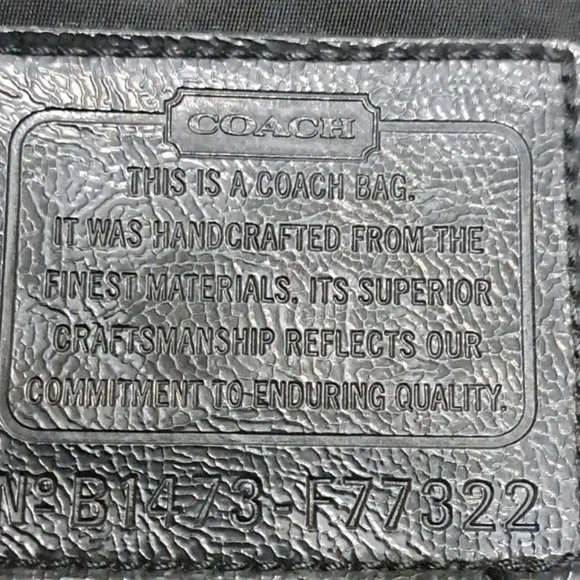 COACH
THIS IS A COACH BAG.
IT WAS HANDCRAFTED FROM THE
FINEST MATERIALS. ITS SUPERIOR
CRAFTSMANSHIP REFLECTS OUR
COMMITMENT TO ENDURING QUALITY.
Nº B1473-F77322